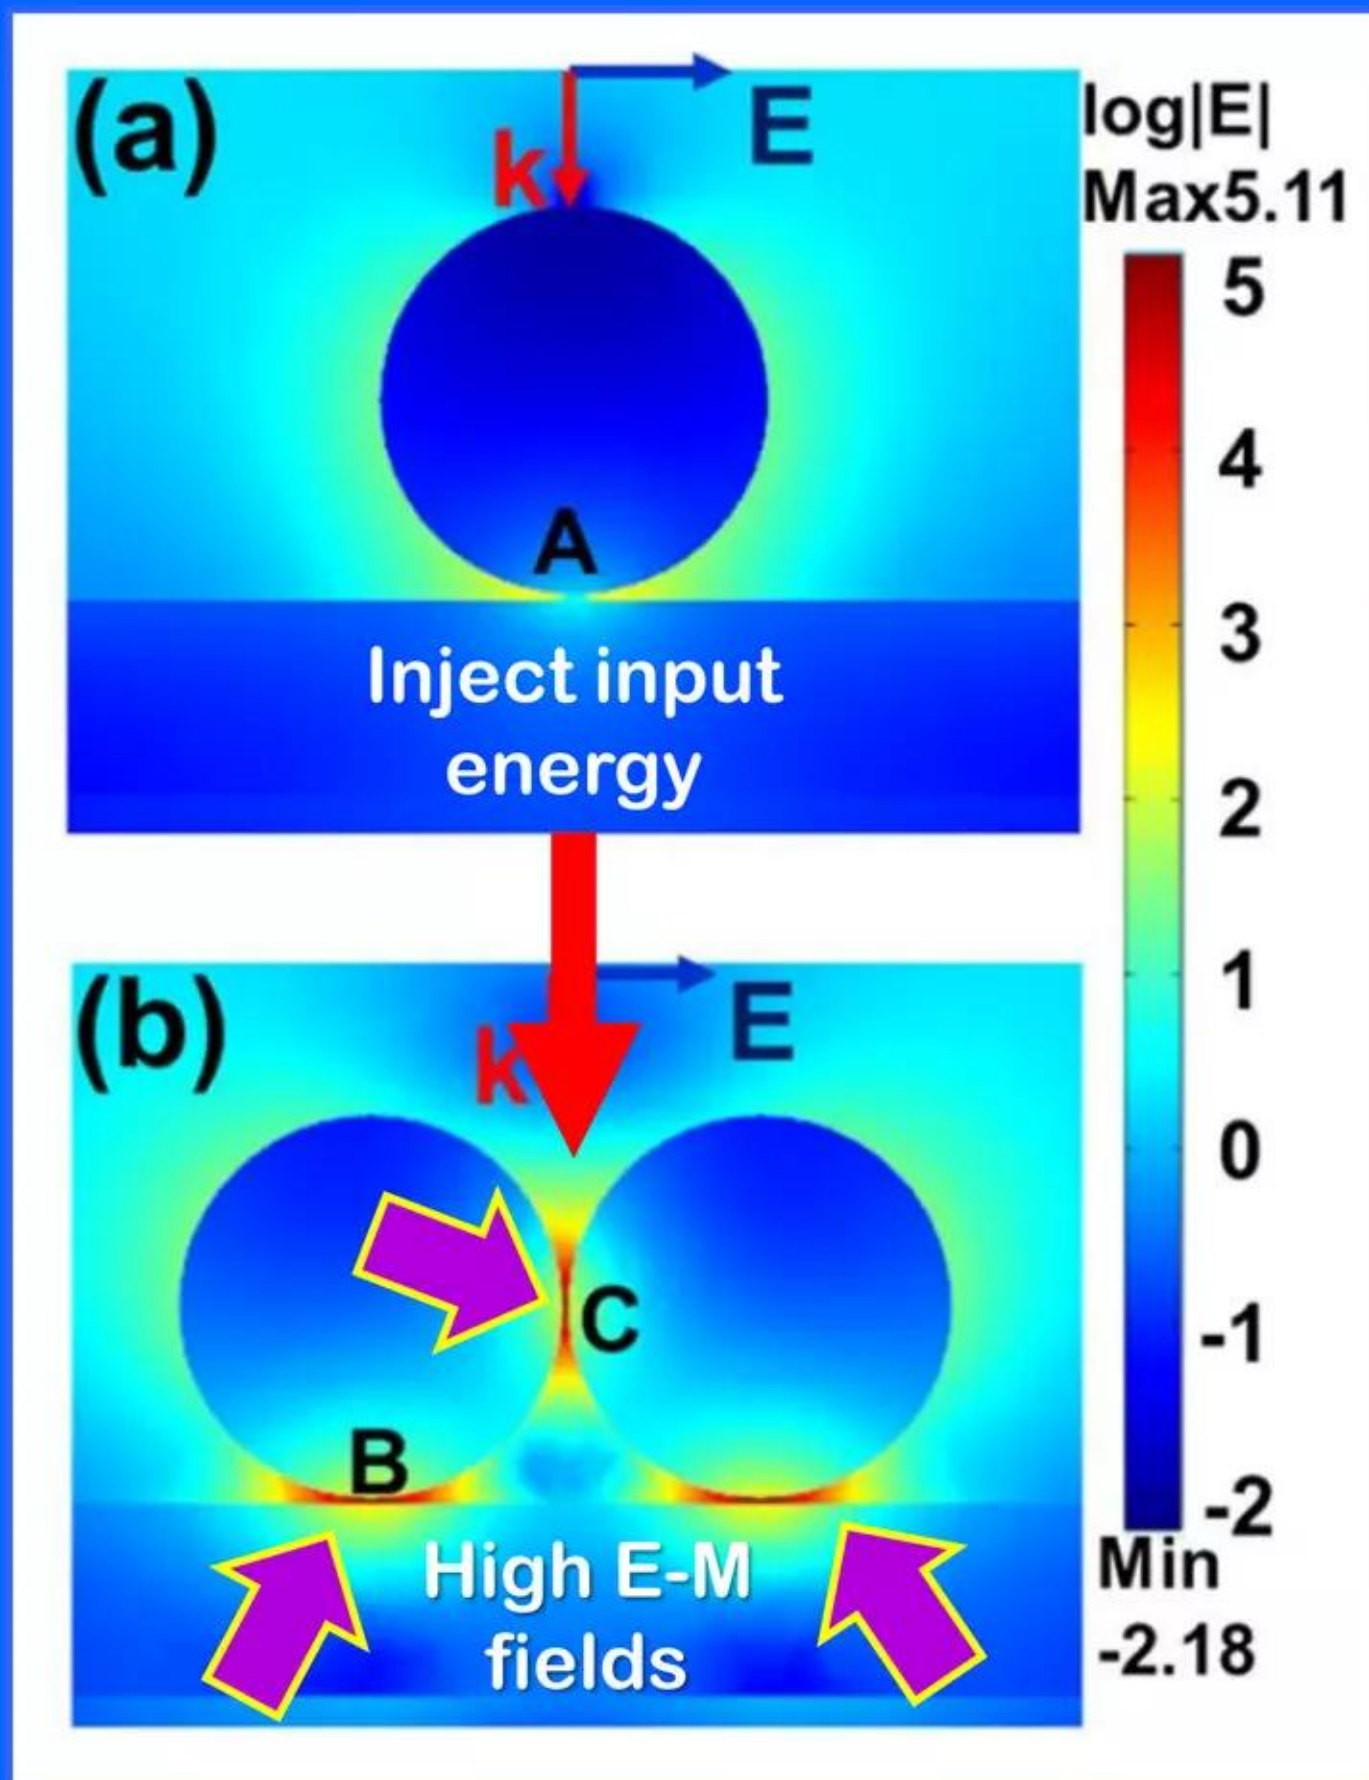 (a)
k
E
log|E|
Max5.11
5
4
3
2
1
0
-1
-2
Min
-2.18
A
Inject input
energy
(b)
k
E
C
B
High E-M
fields